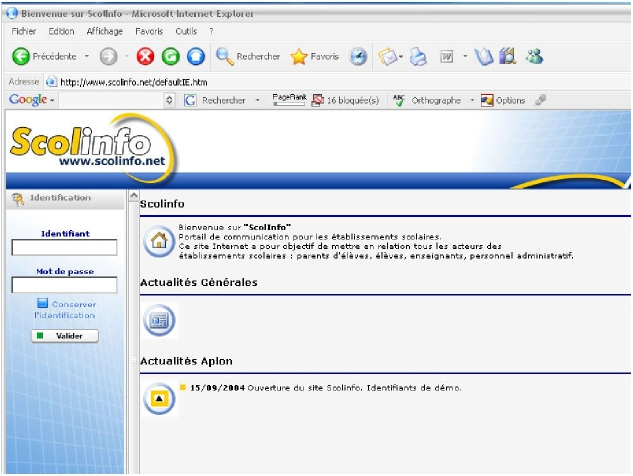 Bienvenue sur ScolInfo - Microsoft Internet Explorer
Fichier Edition Affichage Favoris Outils ?
Précédente Rechercher Favoris
Adresse http://www.scolinfo.net/defaultIE.htm
Google Rechercher PageRank 16 bloquée(s) ABC Orthographe Options
Scolinfo
www.scolinfo.net
Identification
Identifiant
Mot de passe
Conserver
l'identification
Valider
Scolinfo
Bienvenue sur "ScolInfo"
Portail de communication pour les établissements scolaires.
Ce site Internet a pour objectif de mettre en relation tous les acteurs des
établissements scolaires : parents d'élèves, élèves, enseignants, personnel administratif.
Actualités Générales
Actualités Aplon
15/09/2004 Ouverture du site Scolinfo. Identifiants de démo.